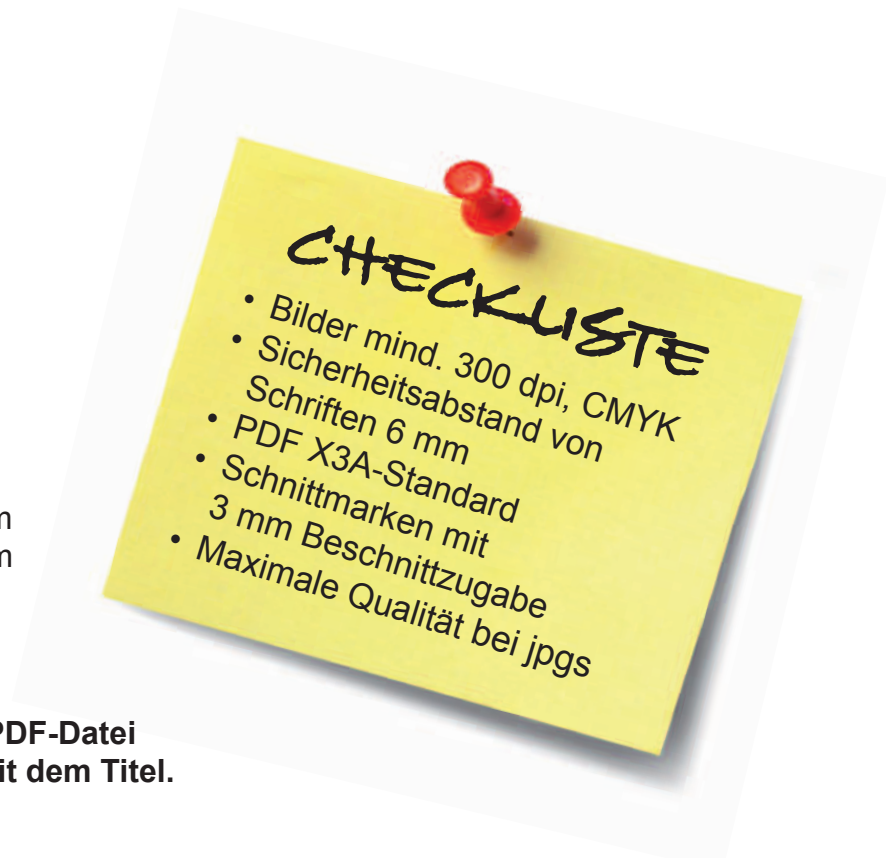 CHECKLISTE
• Bilder mind. 300 dpi, CMYK
• Sicherheitsabstand von
Schriften 6 mm
• PDF X3A-Standard
• Schnittmarken mit
3 mm Beschnittzugabe
• Maximale Qualität bei jpgs
PDF-Datei
dem Titel.